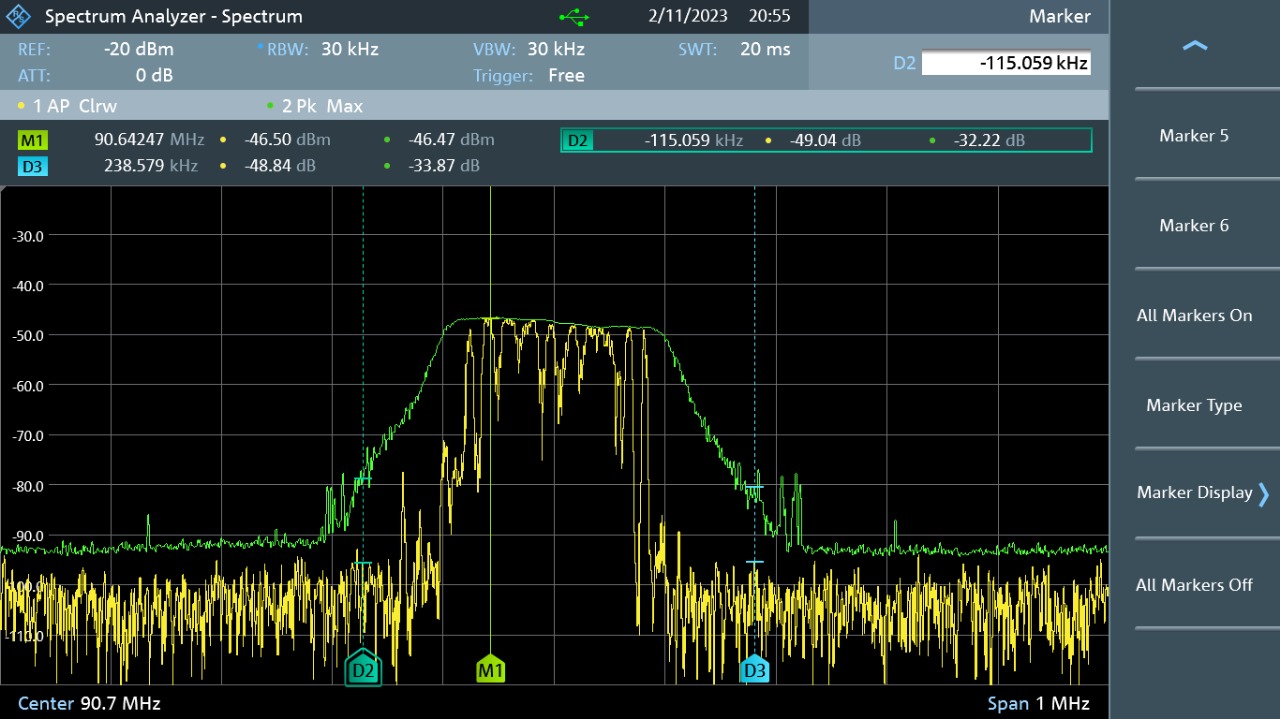 Spectrum Analyzer - Spectrum 2/11/2023 20:55 Marker
REF: -20 dBm RBW: 30 kHz VBW: 30 kHz SWT: 20 ms D2 -115.059 kHz
ATT: 0 dB Trigger: Free
1 AP Clrw 2 Pk Max
M1 90.64247 MHz -46.50 dBm -46.47 dBm D2 -115.059 kHz -49.04 dB -32.22 dB
D3 238.579 kHz -48.84 dB -33.87 dB
-30.0
-40.0
-50.0
-60.0
-70.0
-80.0
-90.0
-100.0
-110.0
D2 M1 D3
Center 90.7 MHz Span 1 MHz
Marker 5
Marker 6
All Markers On
Marker Type
Marker Display
All Markers Off